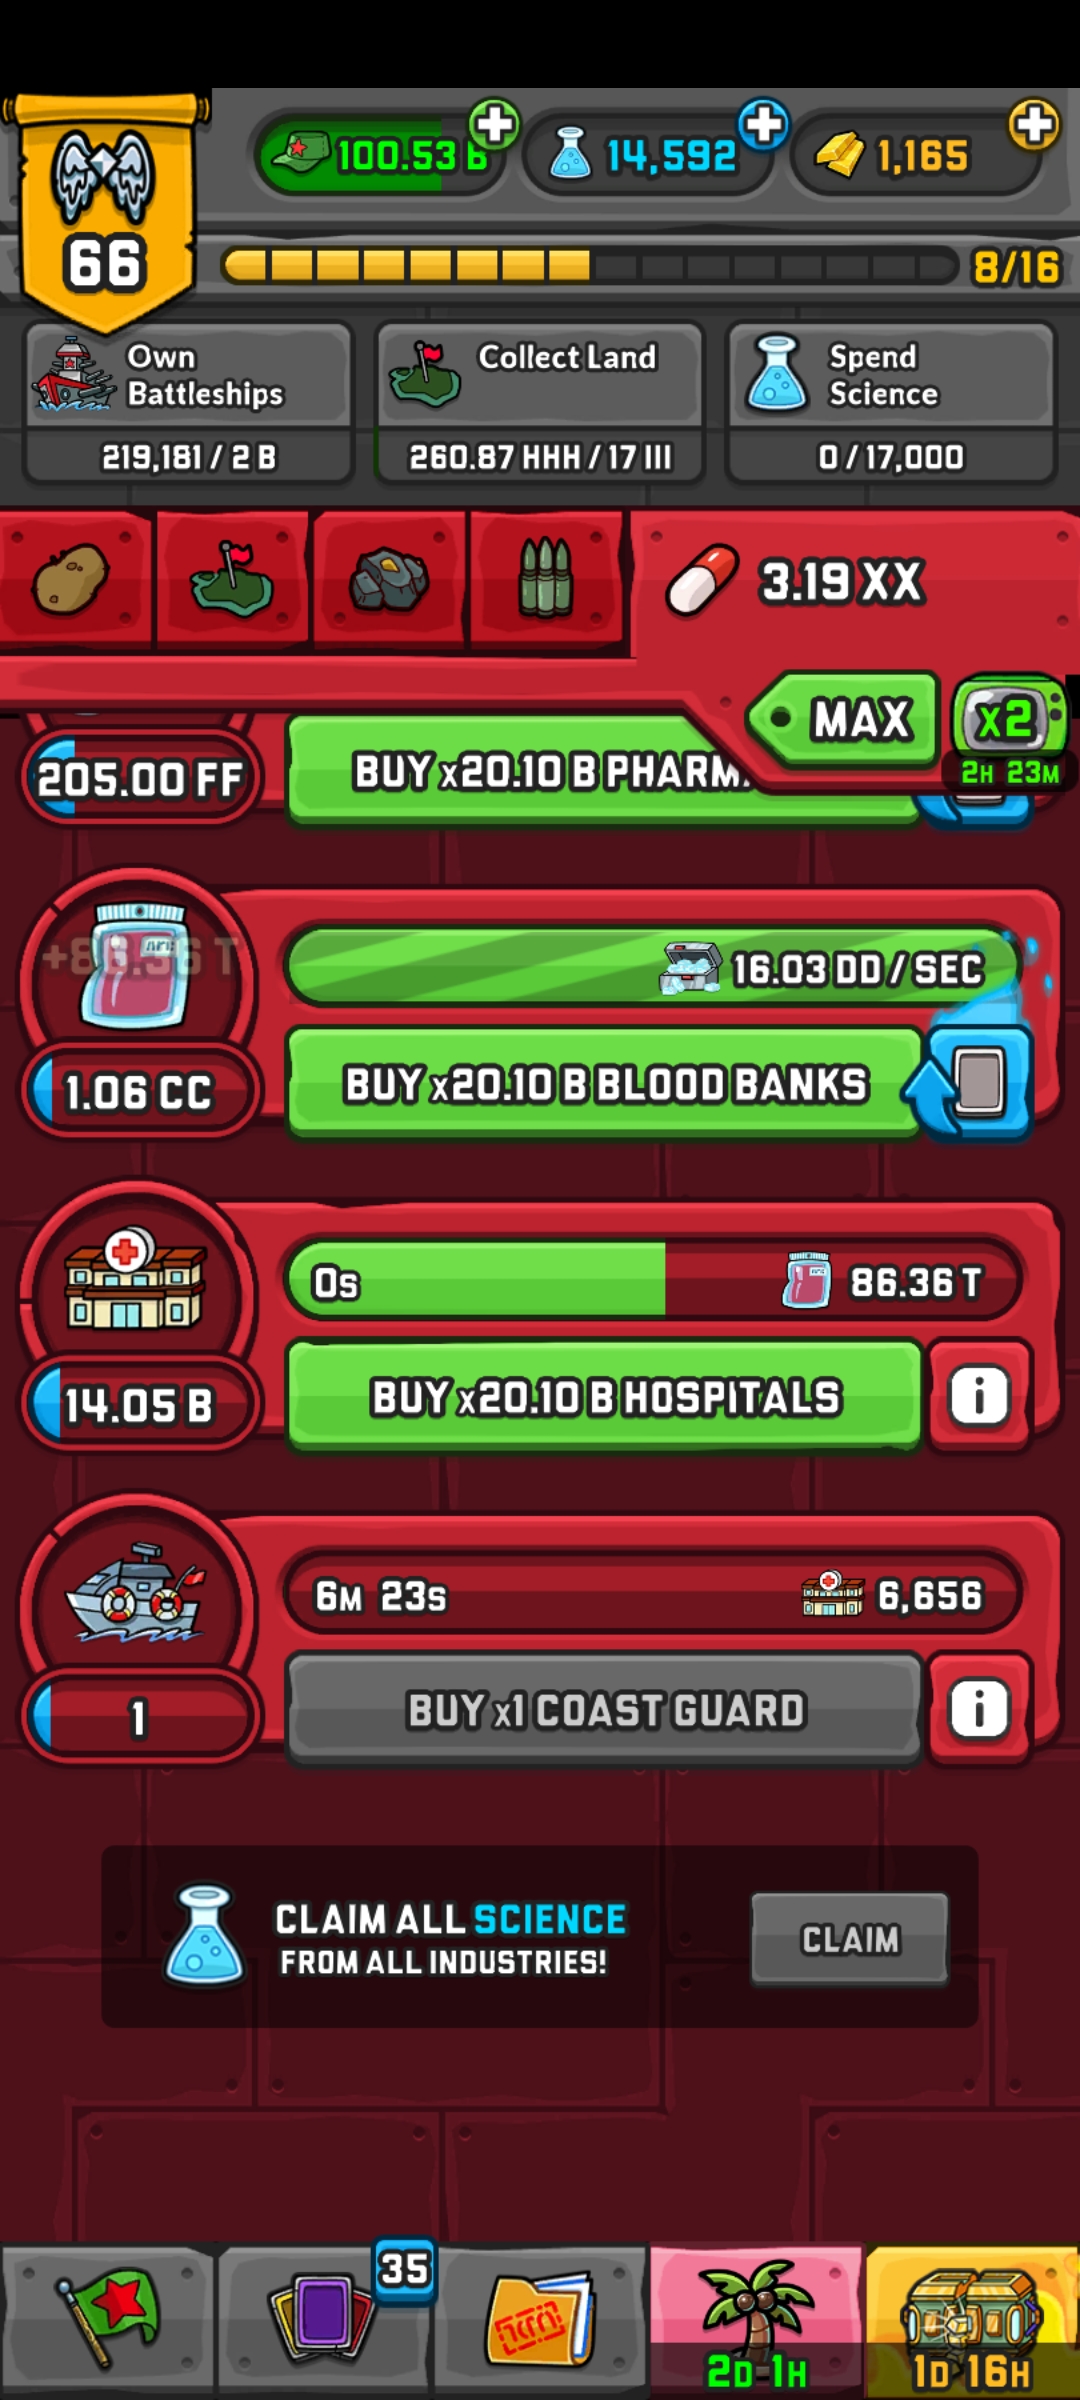 100.53 B
14,592
1,165
66
8/16
Own
Battleships
219,181 / 2 B
Collect Land
260.87 HHH / 17 III
Spend
Science
0 / 17,000
3.19 XX
MAX
x2
2H 23M
205.00 FF
BUY x20.10 B PHARM
16.03 DD / SEC
1.06 CC
BUY x20.10 B BLOOD BANKS
0s
86.36 T
14.05 B
BUY x20.10 B HOSPITALS
i
6M 23s
6,656
1
BUY x1 COAST GUARD
i
CLAIM ALL SCIENCE
FROM ALL INDUSTRIES!
CLAIM
35
2D 1H
1D 16H